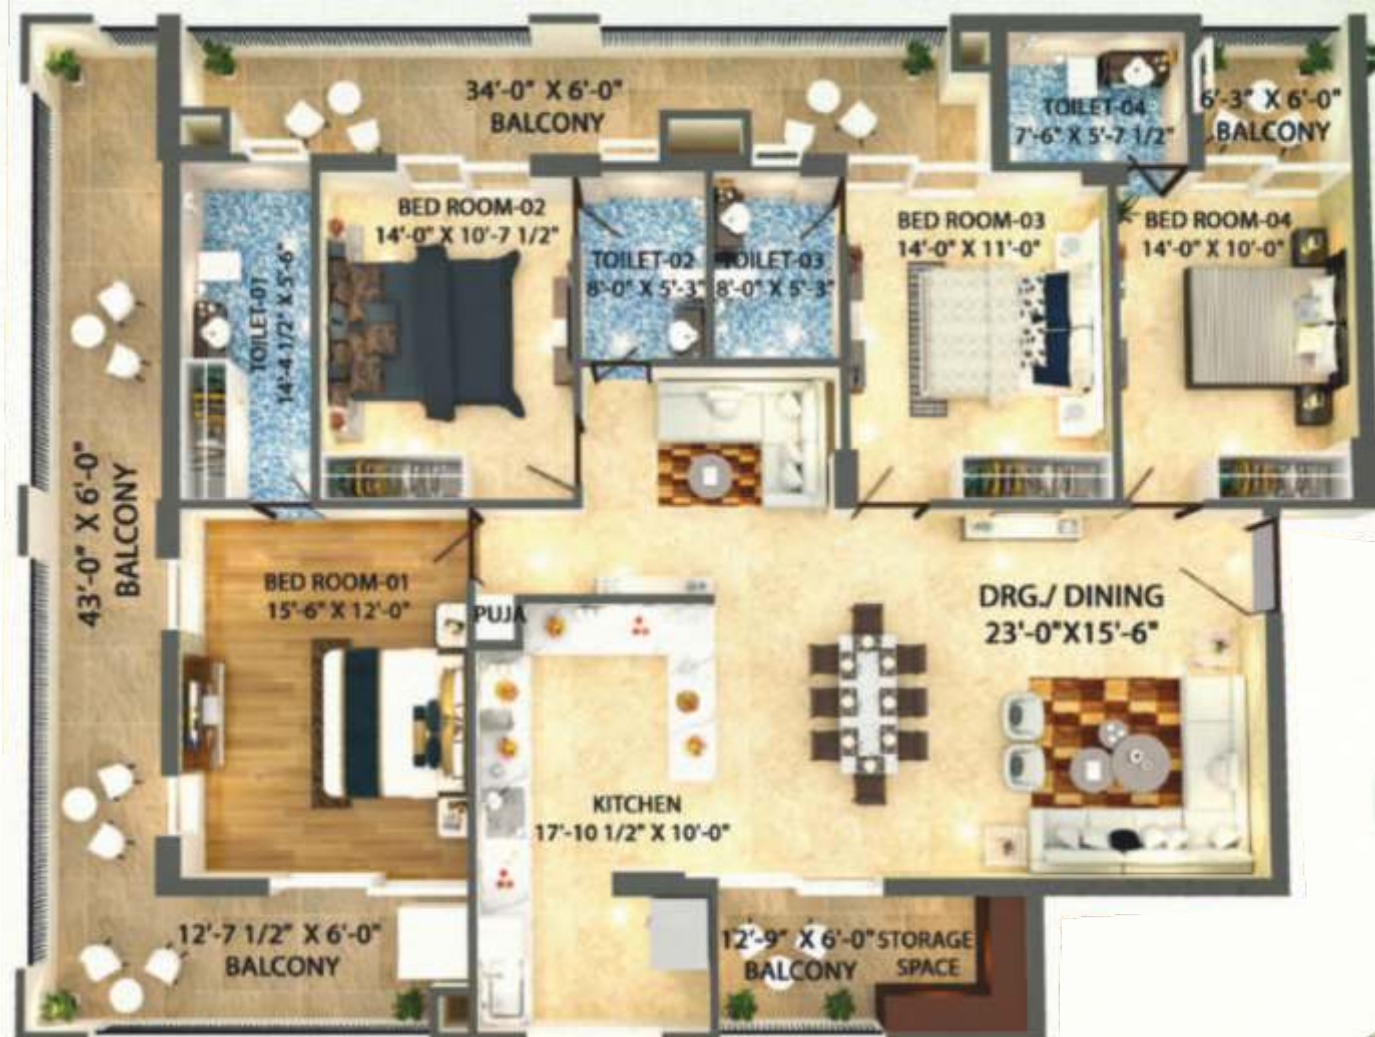 34'-0" X 6'-0"
BALCONY
TOILET-04
7'-6" X 5'-7 1/2"
6'-3" X 6'-0"
BALCONY
BED ROOM-02
14'-0" X 10'-7 1/2"
TOILET-02
8'-0" X 5'-3"
TOILET-03
8'-0" X 5'-3"
BED ROOM-03
14'-0" X 11'-0"
BED ROOM-04
14'-0" X 10'-0"
TOILET-01
14'-4 1/2" X 5'-6"
43'-0" X 6'-0"
BALCONY
BED ROOM-01
15'-6" X 12'-0"
PUJA
DRG./ DINING
23'-0"X15'-6"
KITCHEN
17'-10 1/2" X 10'-0"
12'-7 1/2" X 6'-0"
BALCONY
12'-9" X 6'-0"
BALCONY
STORAGE
SPACE